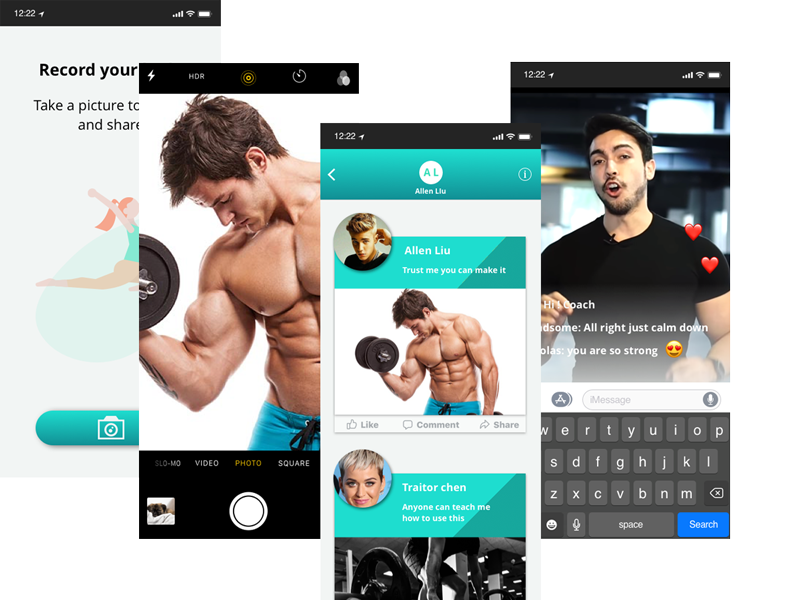 12:22
Record your
Take a picture to
and share
HDR
SLO-MO VIDEO PHOTO SQUARE
12:22
A L
Allen LIu
Allen Liu
Trust me you can make it
Like Comment Share
Traitor chen
Anyone can teach me
how to use this
12:22
Hi ! Coach
dsome: All right just calm down
olas: you are so strong
iMessage
w e r t y u i o p
s d f g h j k l
z x c v b n m
space Search